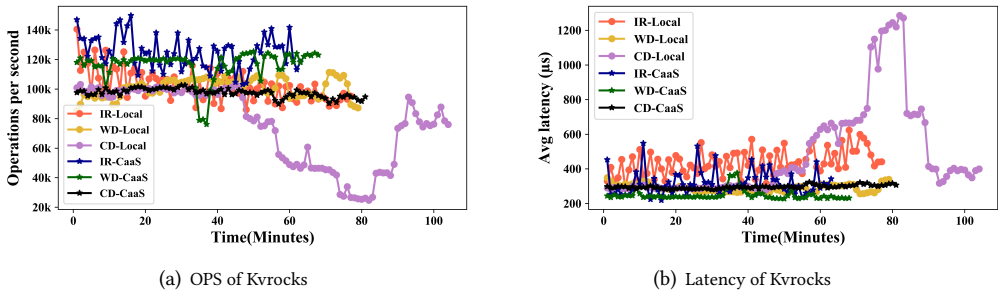 Operations per second
140k
120k
100k
80k
60k
40k
20k
IR-Local
WD-Local
CD-Local
IR-CaaS
WD-CaaS
CD-CaaS
0 20 40 60 80 100
Time(Minutes)
(a) OPS of Kvrocks
Avg latency (μs)
1200
1000
800
600
400
200
IR-Local
WD-Local
CD-Local
IR-CaaS
WD-CaaS
CD-CaaS
0 20 40 60 80 100
Time(Minutes)
(b) Latency of Kvrocks